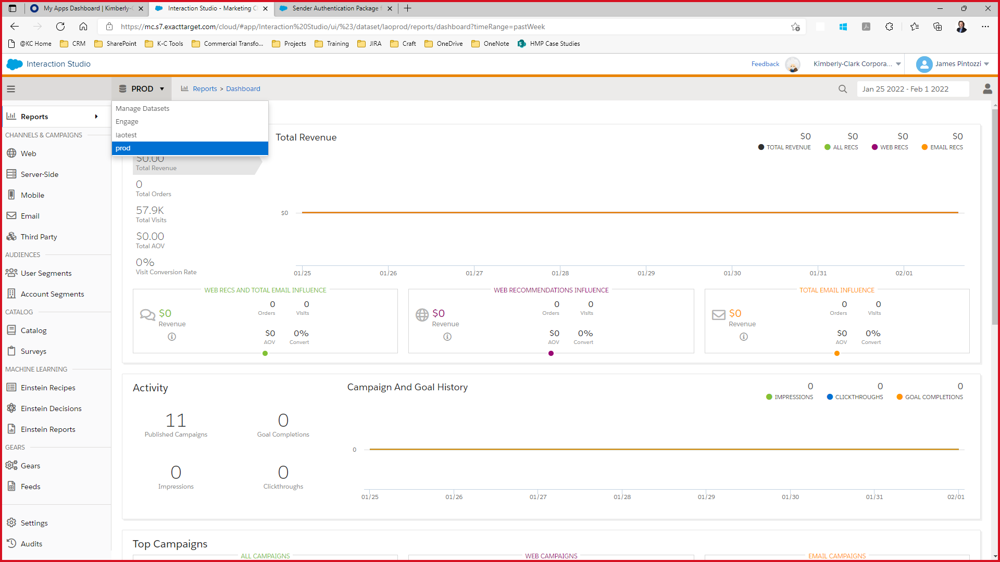 My Apps Dashboard | Kimberly-C
Interaction Studio - Marketing Cl
Sender Authentication Package f
https://mc.s7.exacttarget.com/cloud/#app/Interaction%20Studio/ui/%23/dataset/laoprod/reports/dashboard?timeRange=pastWeek
@KC Home CRM SharePoint K-C Tools Commercial Transfo... Projects Training JIRA Craft OneDrive OneNote HMP Case Studies
Interaction Studio
Feedback Kimberly-Clark Corpora... James Pintozzi
PROD Reports > Dashboard Jan 25 2022 - Feb 1 2022
Manage Datasets
Engage
laotest
prod
Reports
CHANNELS & CAMPAIGNS
Web
Server-Side
Mobile
Email
Third Party
AUDIENCES
User Segments
Account Segments
CATALOG
Catalog
Surveys
MACHINE LEARNING
Einstein Recipes
Einstein Decisions
Einstein Reports
GEARS
Gears
Feeds
Settings
Audits
$0.00
Total Revenue
0
Total Orders
57.9K
Total Visits
$0.00
Total AOV
0%
Visit Conversion Rate
Total Revenue
$0 $0 $0 $0
TOTAL REVENUE ALL RECS WEB RECS EMAIL RECS
$0
01/25 01/26 01/27 01/28 01/29 01/30 01/31 02/01
WEB RECS AND TOTAL EMAIL INFLUENCE
$0
Revenue
0 0
Orders Visits
$0 0%
AOV Convert
WEB RECOMMENDATIONS INFLUENCE
$0
Revenue
0 0
Orders Visits
$0 0%
AOV Convert
TOTAL EMAIL INFLUENCE
$0
Revenue
0 0
Orders Visits
$0 0%
AOV Convert
Activity
11 0
Published Campaigns Goal Completions
0 0
Impressions Clickthroughs
Campaign And Goal History
0 0 0
IMPRESSIONS CLICKTHROUGHS GOAL COMPLETIONS
0
01/25 01/26 01/27 01/28 01/29 01/30 01/31 02/01
Top Campaigns
ALL CAMPAIGNS WEB CAMPAIGNS EMAIL CAMPAIGNS